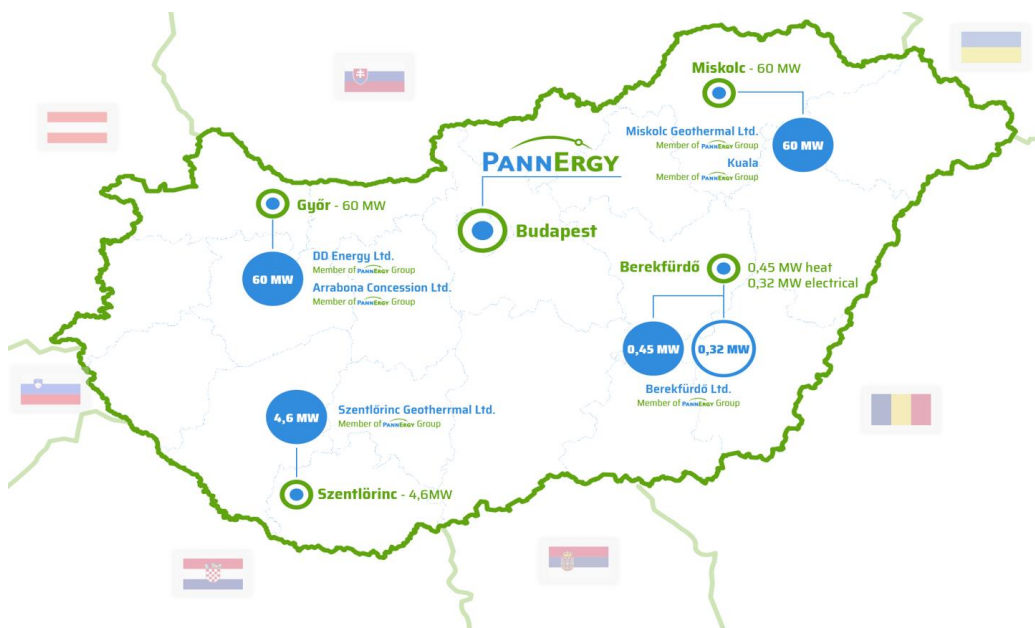 Miskolc - 60 MW
Miskolc Geothermal Ltd.
Member of PANNERGY Group
Kuala
Member of PANNERGY Group
60 MW
PANNERGY
Budapest
Győr - 60 MW
60 MW
DD Energy Ltd.
Member of PANNERGY Group
Arrabona Concession Ltd.
Member of PANNERGY Group
Berekfürdő
0,45 MW heat
0,32 MW electrical
0,45 MW
0,32 MW
Berekfürdő Ltd.
Member of PANNERGY Group
4,6 MW
Szentlőrinc Geotherrmal Ltd.
Member of PANNERGY Group
Szentlőrinc - 4,6MW